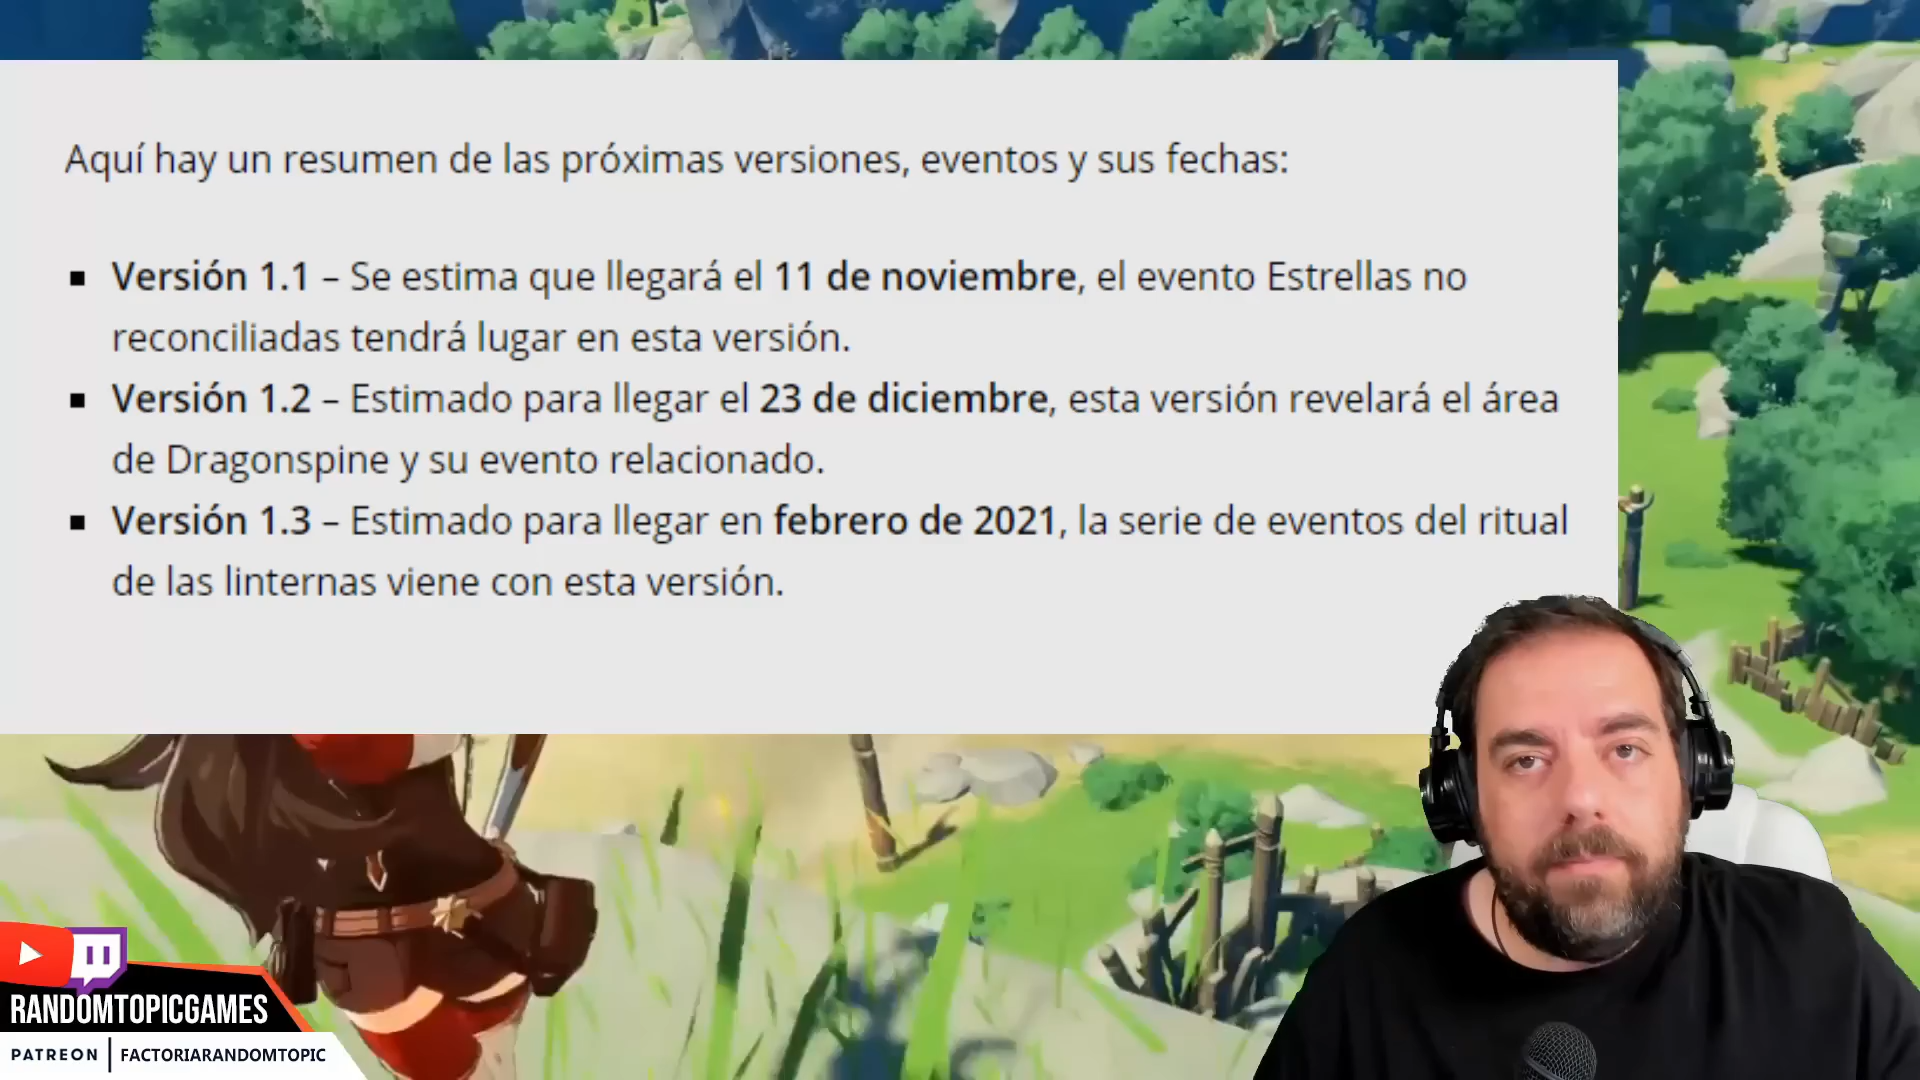 Aquí hay un resumen de las próximas versiones, eventos y sus fechas:
▪ Versión 1.1 – Se estima que llegará el 11 de noviembre, el evento Estrellas no
reconciliadas tendrá lugar en esta versión.
▪ Versión 1.2 – Estimado para llegar el 23 de diciembre, esta versión revelará el área
de Dragonspine y su evento relacionado.
▪ Versión 1.3 – Estimado para llegar en febrero de 2021, la serie de eventos del ritual
de las linternas viene con esta versión.
RANDOMTOPICGAMES
PATREON | FACTORIARANDOMTOPIC